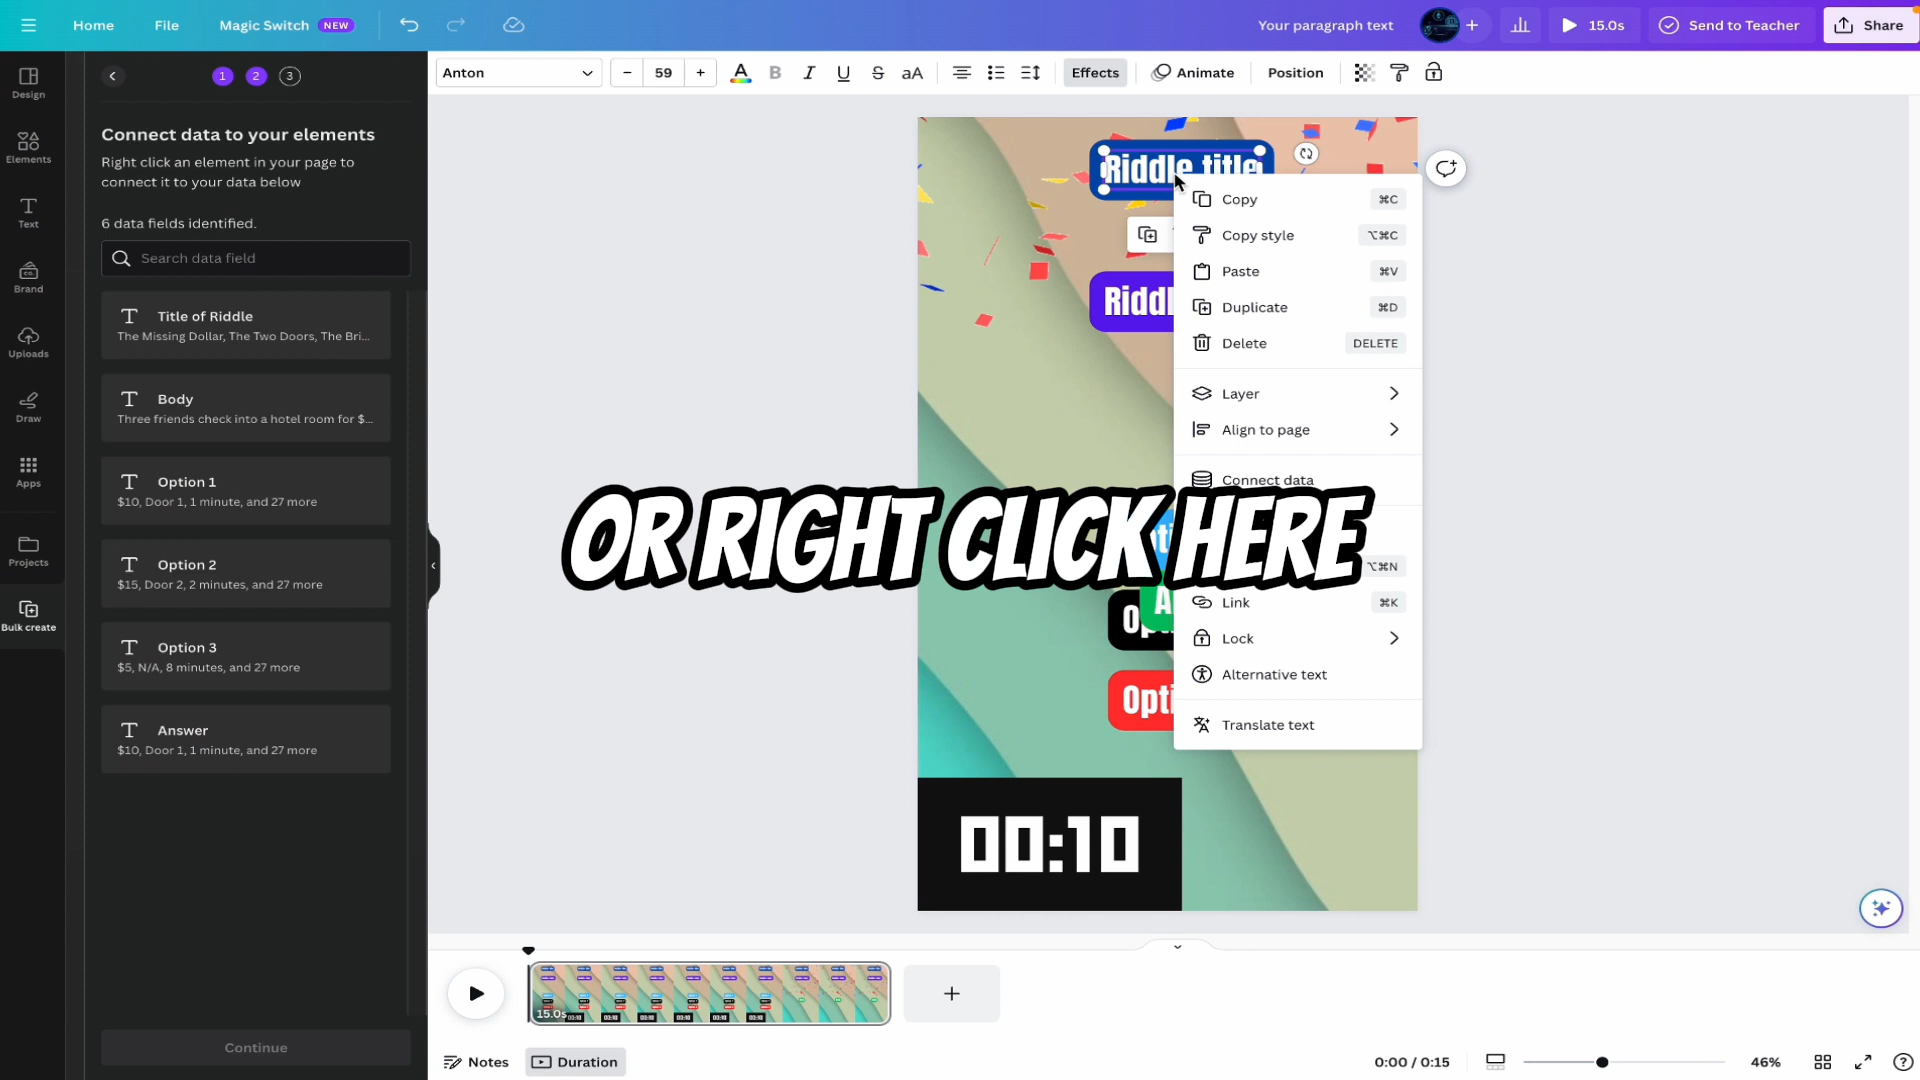 Home File Magic Switch NEW Your paragraph text 15.0s Send to Teacher Share
Anton 59 A B I U S aA Effects Animate Position
Design
Elements
Text
Brand
Uploads
Draw
Apps
Projects
Bulk create
1 2 3
Connect data to your elements
Right click an element in your page to
connect it to your data below
6 data fields identified.
Search data field
Title of Riddle
The Missing Dollar, The Two Doors, The Bri...
Body
Three friends check into a hotel room for $...
Option 1
$10, Door 1, 1 minute, and 27 more
Option 2
$15, Door 2, 2 minutes, and 27 more
Option 3
$5, N/A, 8 minutes, and 27 more
Answer
$10, Door 1, 1 minute, and 27 more
Continue
Riddle title
Copy ⌘C
Copy style ⌥⌘C
Paste ⌘V
Duplicate ⌘D
Delete DELETE
Layer
Align to page
Connect data
OR RIGHT CLICK HERE
⌥⌘N
Link ⌘K
Lock
Alternative text
Translate text
00:10
15.0s
Notes Duration 0:00 / 0:15 46%